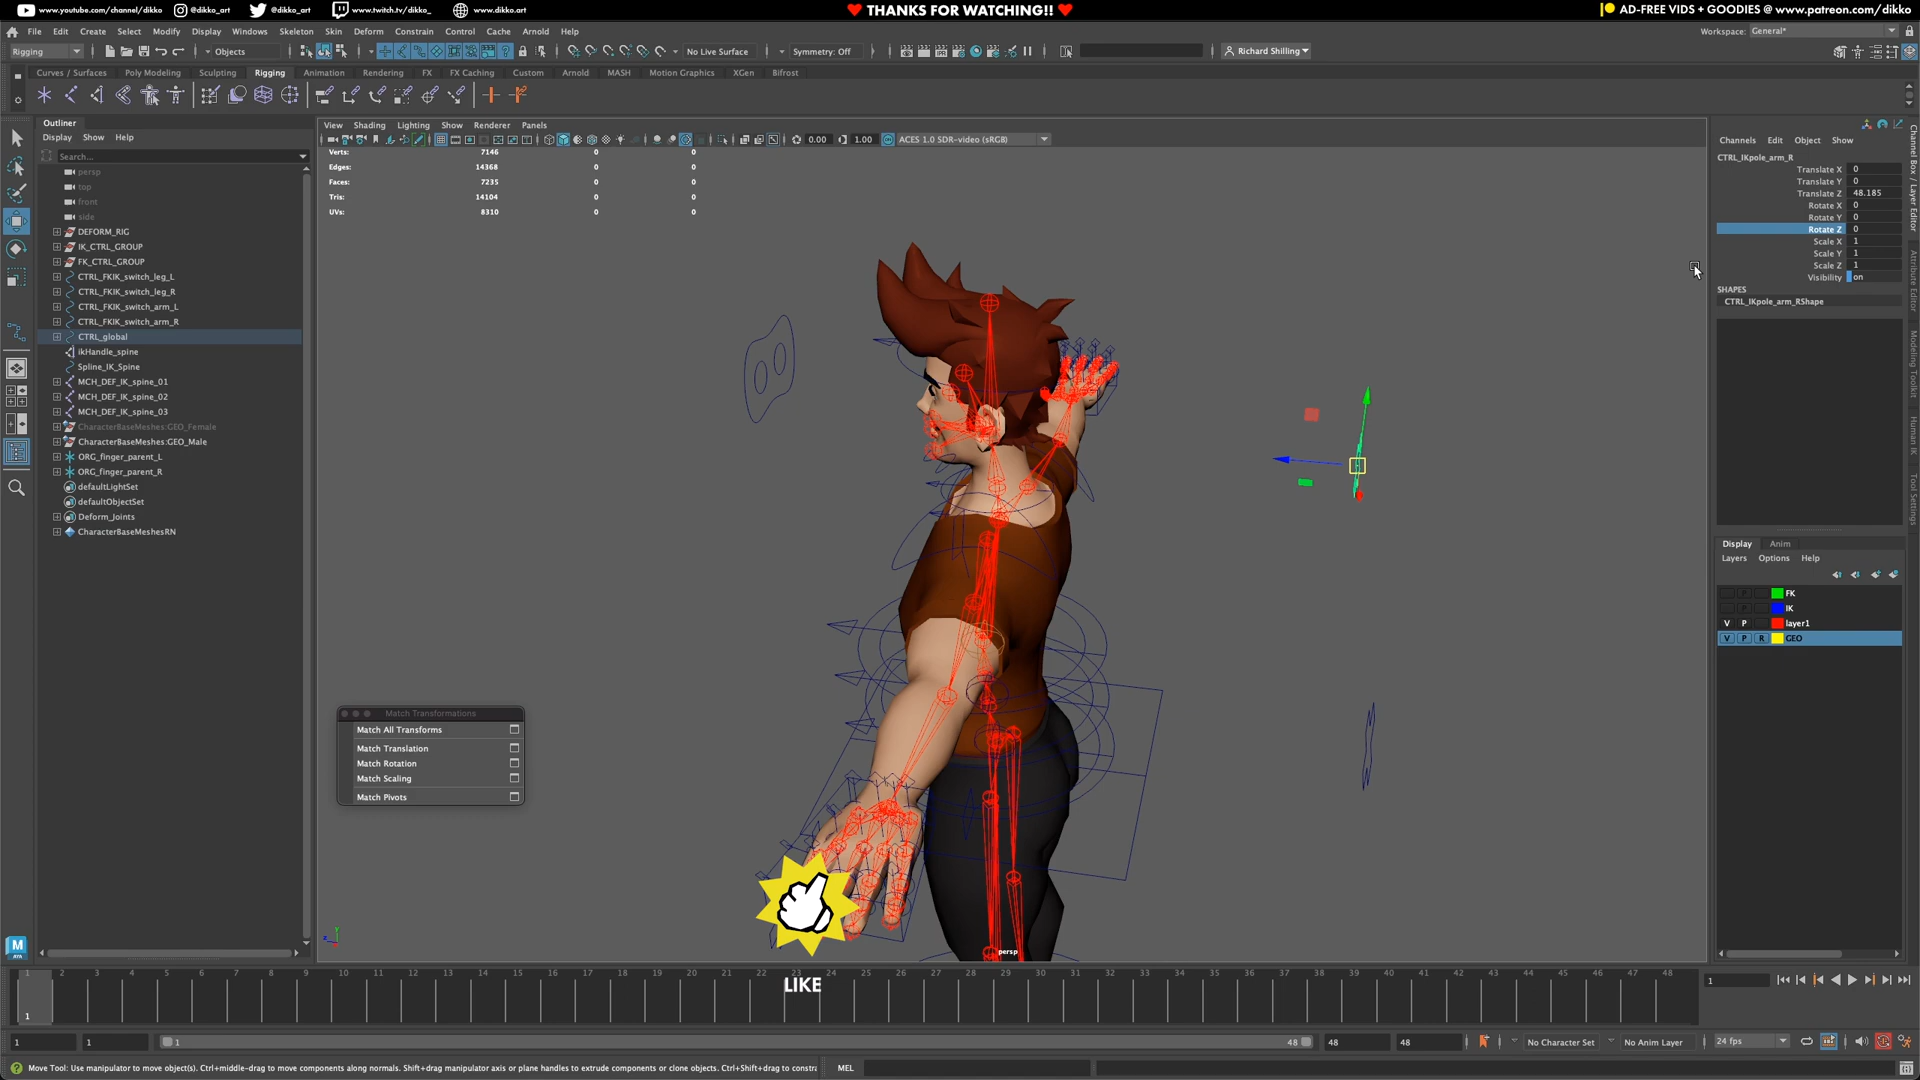 www.youtube.com/channel/dikko @dikko_art @dikko_art www.twitch.tv/dikko_ www.dikko.art THANKS FOR WATCHING!! AD-FREE VIDS + GOODIES @ www.patreon.com/dikko
File Edit Create Select Modify Display Windows Skeleton Skin Deform Constrain Control Cache Arnold Help Workspace: General*
Rigging Objects No Live Surface Symmetry: Off Richard Shilling
Curves / Surfaces Poly Modeling Sculpting Rigging Animation Rendering FX FX Caching Custom Arnold MASH Motion Graphics XGen Bifrost
Outliner
Display Show Help
Search...
persp
top
front
side
DEFORM_RIG
IK_CTRL_GROUP
FK_CTRL_GROUP
CTRL_FKIK_switch_leg_L
CTRL_FKIK_switch_leg_R
CTRL_FKIK_switch_arm_L
CTRL_FKIK_switch_arm_R
CTRL_global
ikHandle_spine
Spline_IK_Spine
MCH_DEF_IK_spine_01
MCH_DEF_IK_spine_02
MCH_DEF_IK_spine_03
CharacterBaseMeshes:GEO_Female
CharacterBaseMeshes:GEO_Male
ORG_finger_parent_L
ORG_finger_parent_R
defaultLightSet
defaultObjectSet
Deform_Joints
CharacterBaseMeshesRN
View Shading Lighting Show Renderer Panels
0.00 1.00 ACES 1.0 SDR-video (sRGB)
Verts: 7146 0 0
Edges: 14368 0 0
Faces: 7235 0 0
Tris: 14104 0 0
UVs: 8310 0 0
Match Transformations
Match All Transforms
Match Translation
Match Rotation
Match Scaling
Match Pivots
persp
LIKE
Channels Edit Object Show
CTRL_IKpole_arm_R
Translate X 0
Translate Y 0
Translate Z 48.185
Rotate X 0
Rotate Y 0
Rotate Z 0
Scale X 1
Scale Y 1
Scale Z 1
Visibility on
SHAPES
CTRL_IKpole_arm_RShape
Display Anim
Layers Options Help
P FK
P IK
V P layer1
V P R GEO
Channel Box / Layer Editor
Attribute Editor
Modeling Toolkit
Human IK
Tool Settings
1 2 3 4 5 6 7 8 9 10 11 12 13 14 15 16 17 18 19 20 21 22 23 24 25 26 27 28 29 30 31 32 33 34 35 36 37 38 39 40 41 42 43 44 45 46 47 48
1
1
1 1 1 48 48 48 No Character Set No Anim Layer 24 fps
Move Tool: Use manipulator to move object(s). Ctrl+middle-drag to move components along normals. Shift+drag manipulator axis or plane handles to extrude components or clone objects. Ctrl+Shift+drag to constra MEL